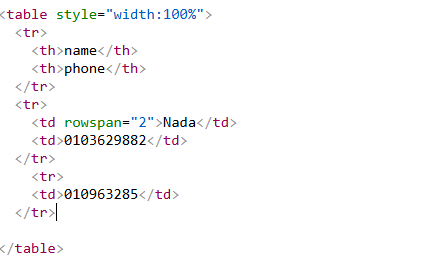 <table style="width:100%">
  <tr>
    <th>name</th>
    <th>phone</th>
  </tr>
  <tr>
    <td rowspan="2">Nada</td>
    <td>0103629882</td>
  </tr>
    <tr>
    <td>010963285</td>
  </tr>
</table>